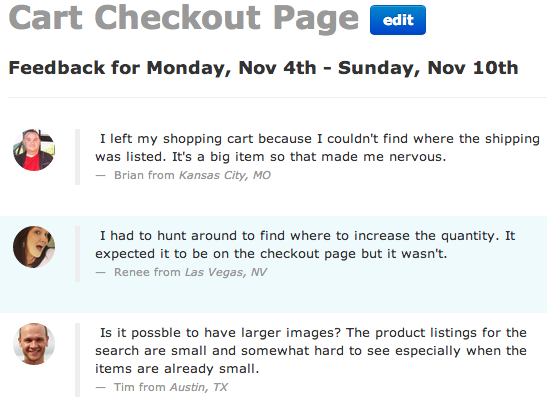 Cart Checkout Page edit
Feedback for Monday, Nov 4th - Sunday, Nov 10th
I left my shopping cart because I couldn't find where the shipping
was listed. It's a big item so that made me nervous.
— Brian from Kansas City, MO
I had to hunt around to find where to increase the quantity. It
expected it to be on the checkout page but it wasn't.
— Renee from Las Vegas, NV
Is it possble to have larger images? The product listings for the
search are small and somewhat hard to see especially when the
items are already small.
— Tim from Austin, TX